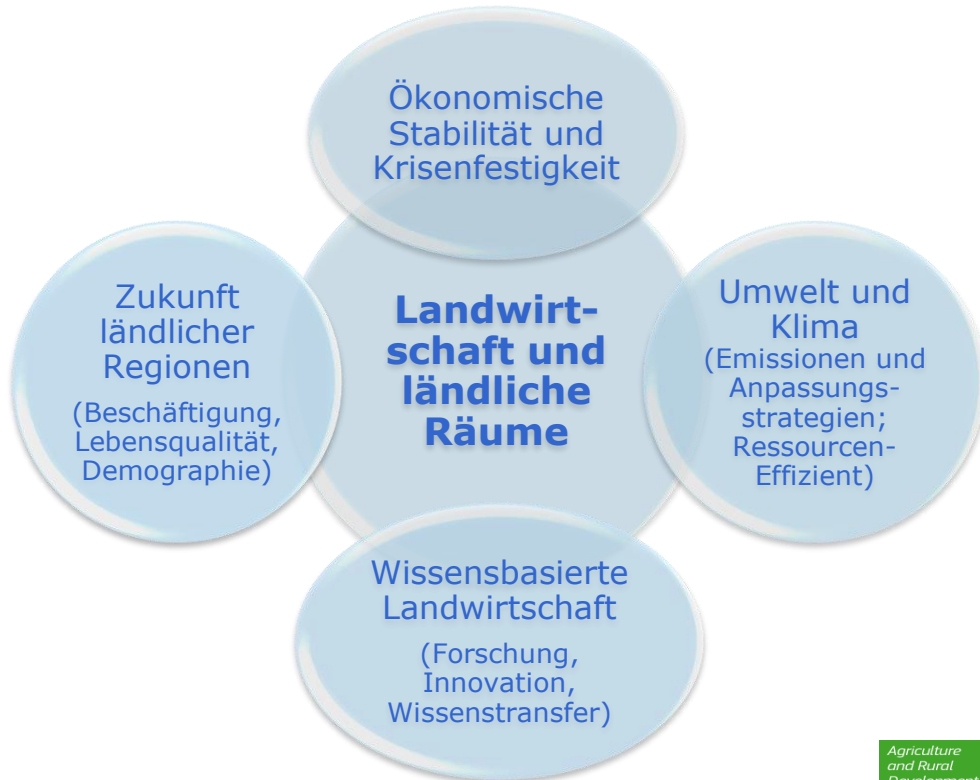 Ökonomische
Stabilität und
Krisenfestigkeit
Zukunft
ländlicher
Regionen
(Beschäftigung,
Lebensqualität,
Demographie)
Landwirt-
schaft und
ländliche
Räume
Umwelt und
Klima
(Emissionen und
Anpassungs-
strategien;
Ressourcen-
Effizient)
Wissensbasierte
Landwirtschaft
(Forschung,
Innovation,
Wissenstransfer)
Agriculture
and Rural
Development